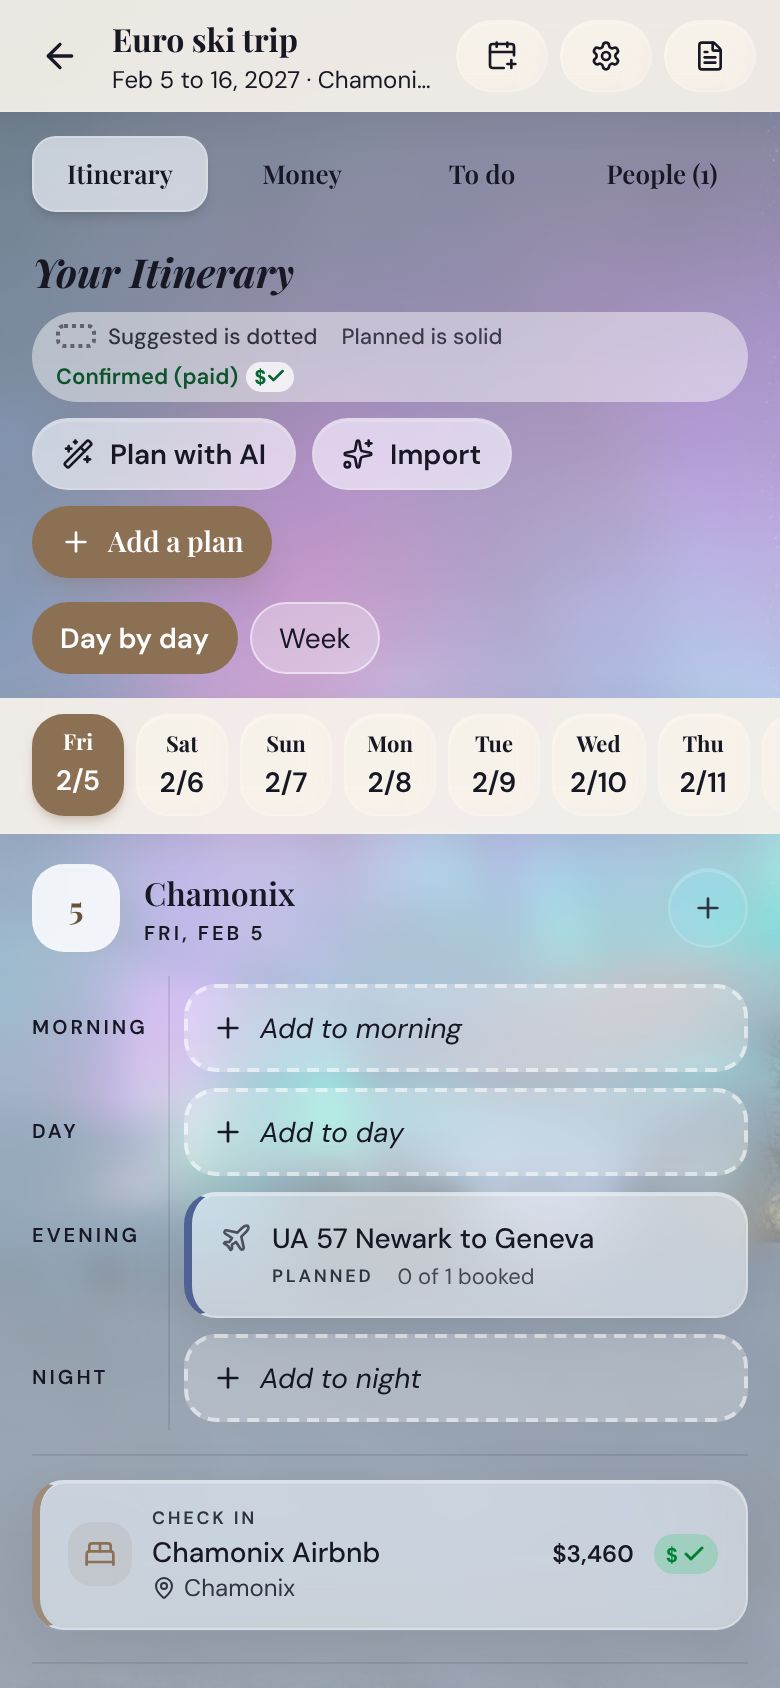 Euro ski trip
Feb 5 to 16, 2027 · Chamoni...
Itinerary Money To do People (1)
Your Itinerary
Suggested is dotted Planned is solid
Confirmed (paid) $✓
Plan with AI Import
+ Add a plan
Day by day Week
Fri Sat Sun Mon Tue Wed Thu
2/5 2/6 2/7 2/8 2/9 2/10 2/11
5 Chamonix
FRI, FEB 5
MORNING + Add to morning
DAY + Add to day
EVENING UA 57 Newark to Geneva
PLANNED 0 of 1 booked
NIGHT + Add to night
CHECK IN
Chamonix Airbnb $3,460 $✓
Chamonix